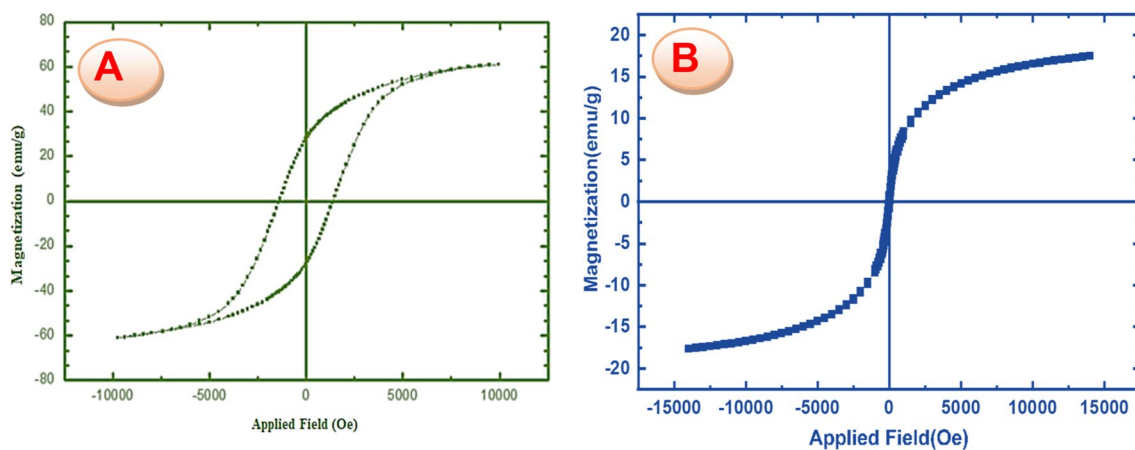 A
80
60
40
20
0
-20
-40
-60
-80
Magnetization (emu/g)
-10000 -5000 0 5000 10000
Applied Field (Oe)
B
20
15
10
5
0
-5
-10
-15
-20
Magnetization(emu/g)
-15000 -10000 -5000 0 5000 10000 15000
Applied Field(Oe)